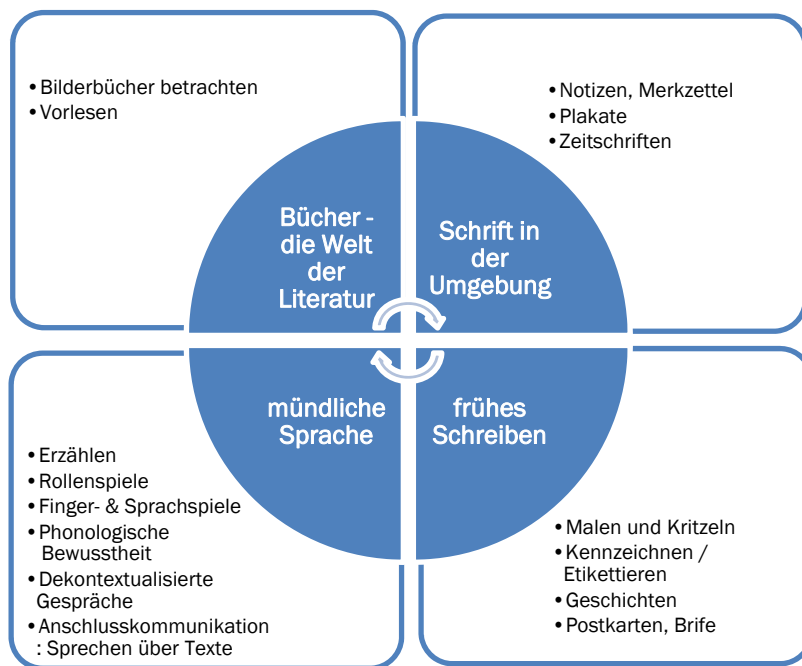 • Bilderbücher betrachten
• Vorlesen
• Notizen, Merkzettel
• Plakate
• Zeitschriften
Bücher -
die Welt
der
Literatur
Schrift in
der
Umgebung
mündliche
Sprache
frühes
Schreiben
• Erzählen
• Rollenspiele
• Finger- & Sprachspiele
• Phonologische
Bewusstheit
• Dekontextualisierte
Gespräche
• Anschlusskommunikation
: Sprechen über Texte
• Malen und Kritzeln
• Kennzeichnen /
Etikettieren
• Geschichten
• Postkarten, Brife